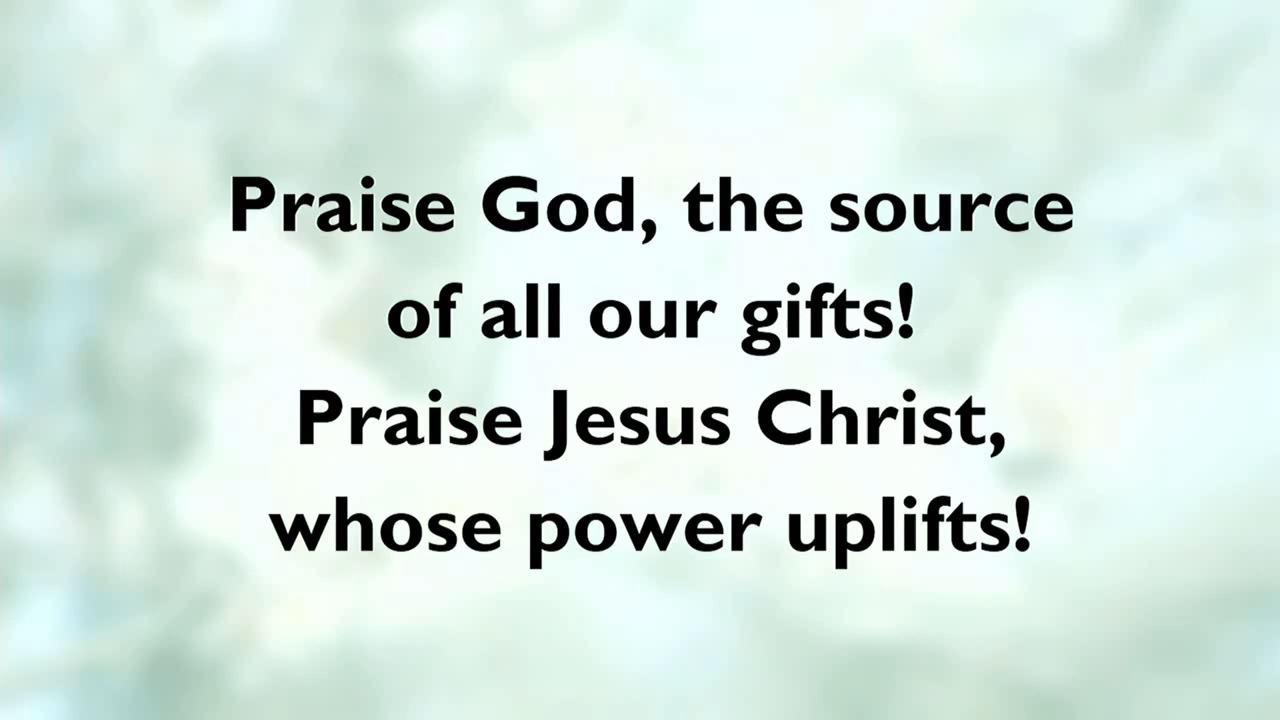 Praise God, the source
of all our gifts!
Praise Jesus Christ,
whose power uplifts!